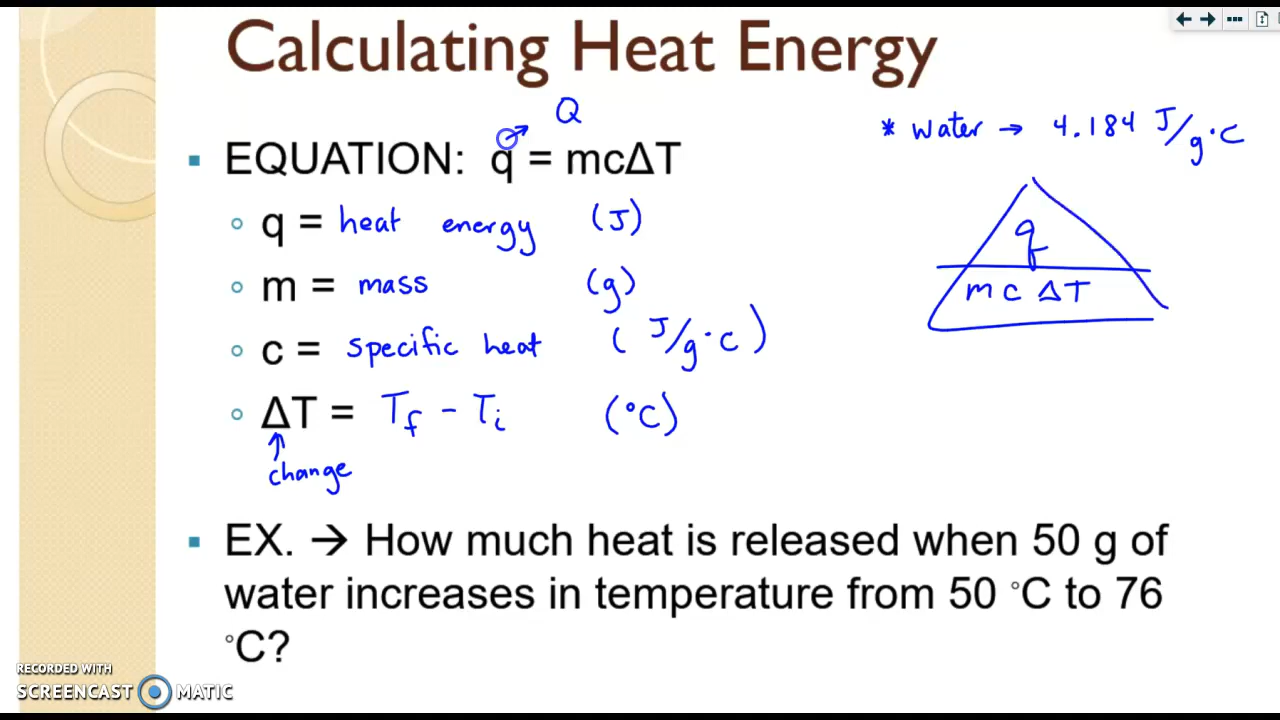 Calculating Heat Energy
Q
* Water → 4.184 J/g·C
▪ EQUATION: q = mcΔT
◦ q = heat energy (J)
q
◦ m = mass (g)
m c ΔT
◦ c = specific heat ( J/g·C )
◦ ΔT = Tf - Ti (°C)
↑
change
▪ EX. → How much heat is released when 50 g of
water increases in temperature from 50 °C to 76
°C?
RECORDED WITH
SCREENCAST MATIC